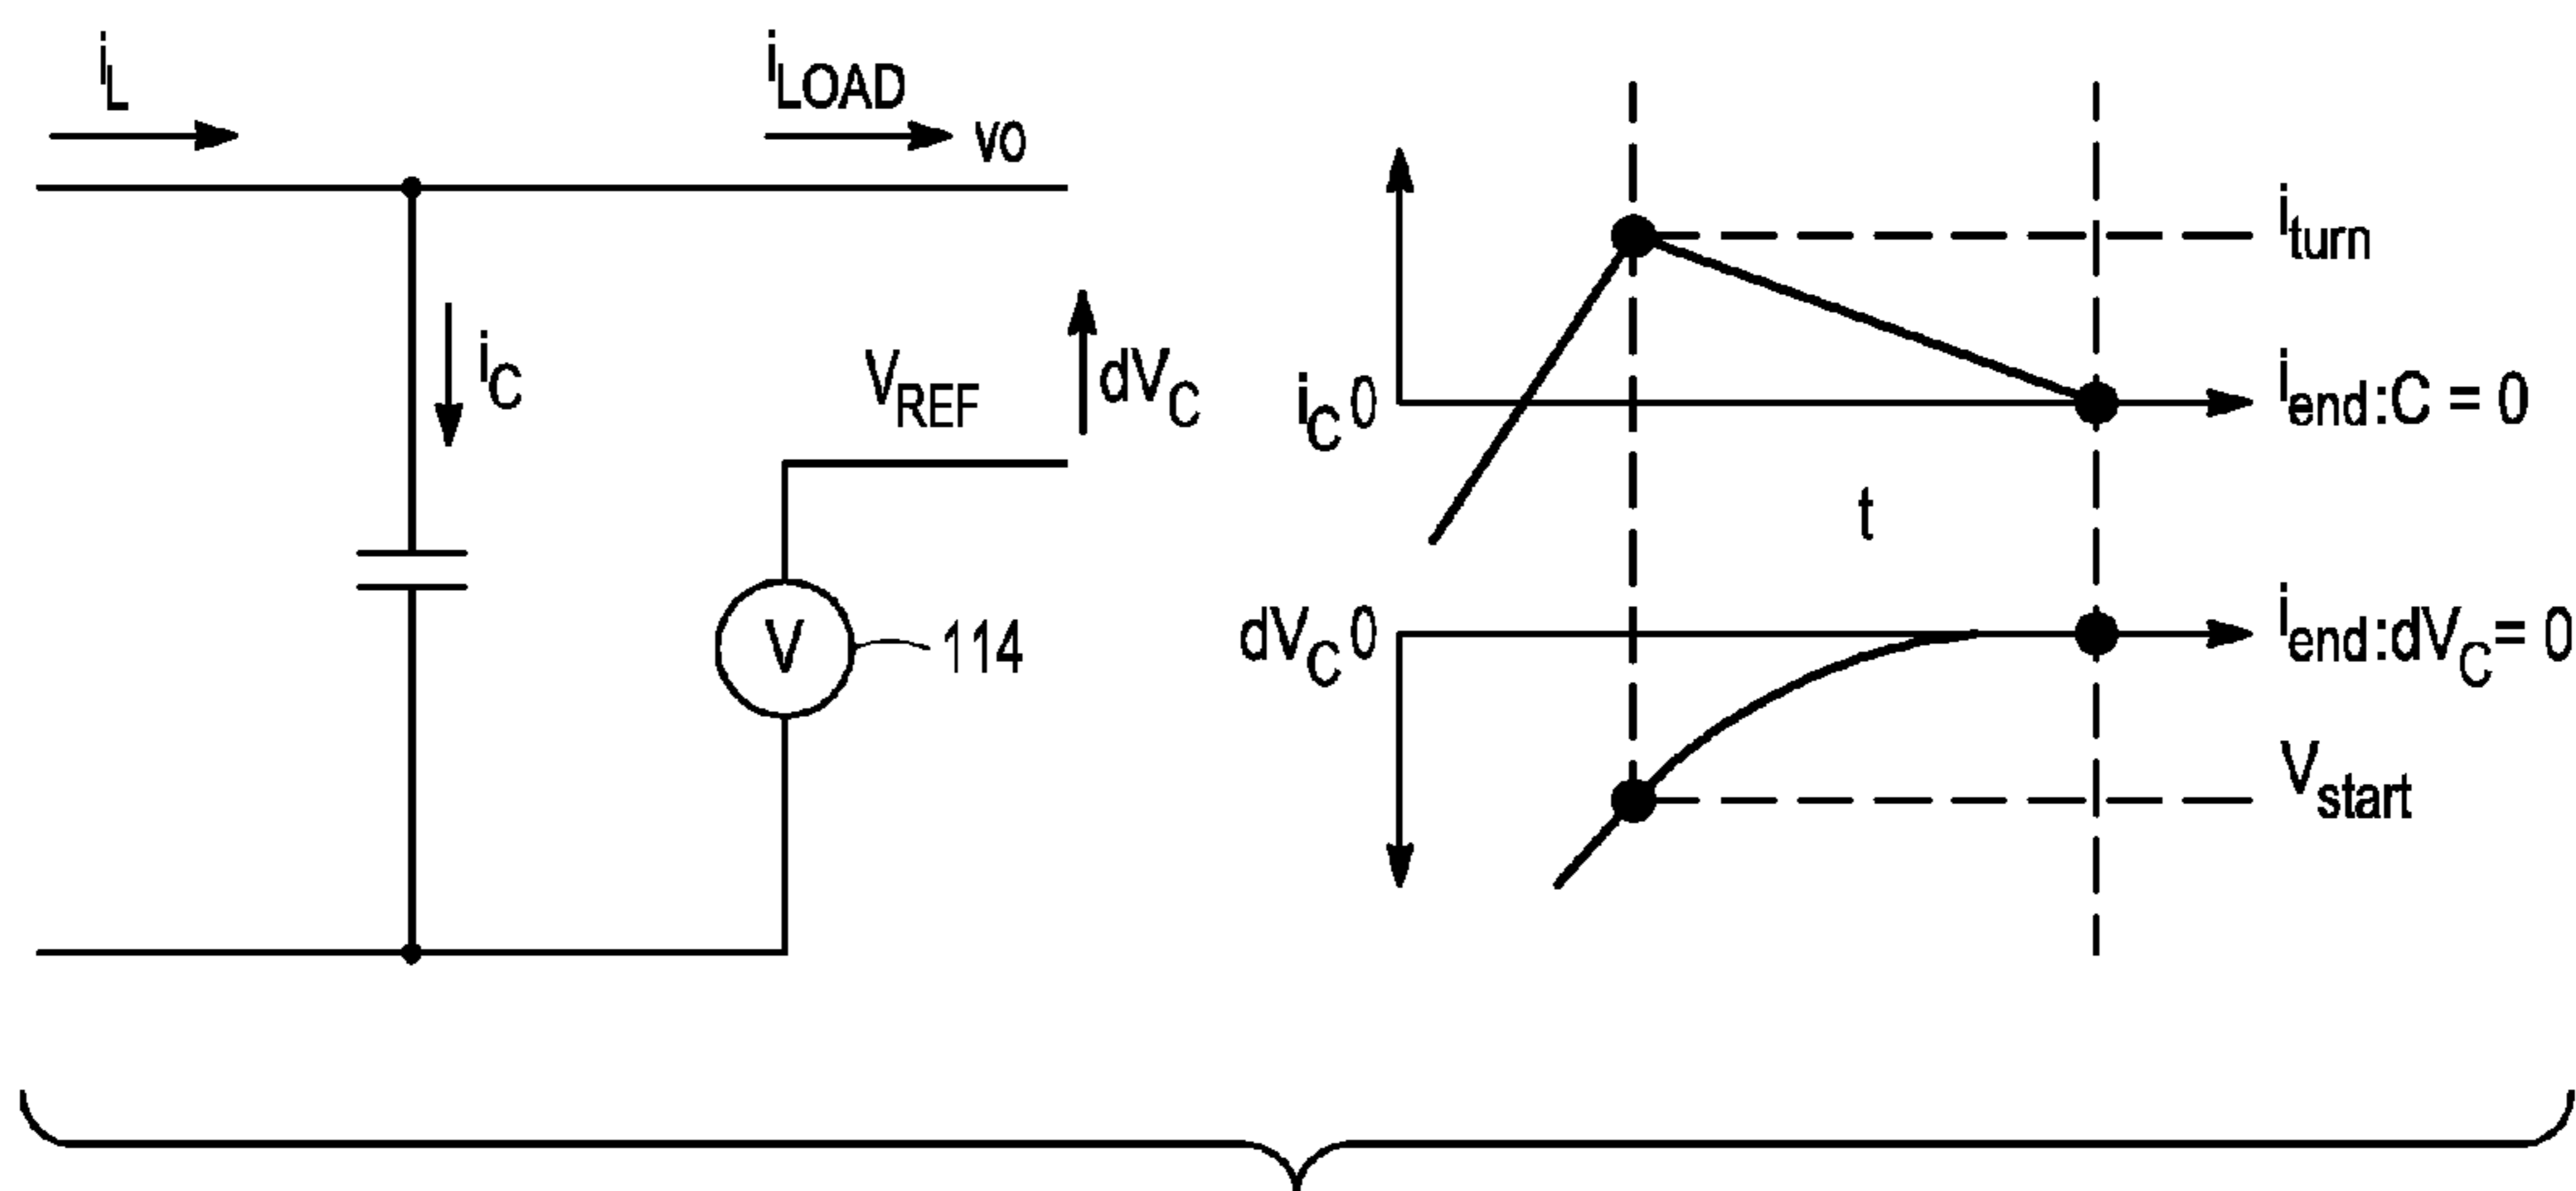 iL
iLOAD
vo
iC
VREF
dVC
V
114
iturn
iC 0
iend:C = 0
t
dVC 0
iend:dVC= 0
Vstart